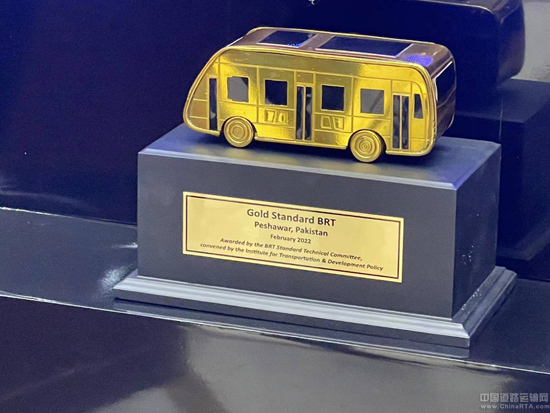 Gold Standard BRT
Peshawar, Pakistan
February 2022
Awarded by the BRT Standard Technical Committee,
convened by the Institute for Transportation & Development Policy
中国道路运输网
www.ChinaRTA.com